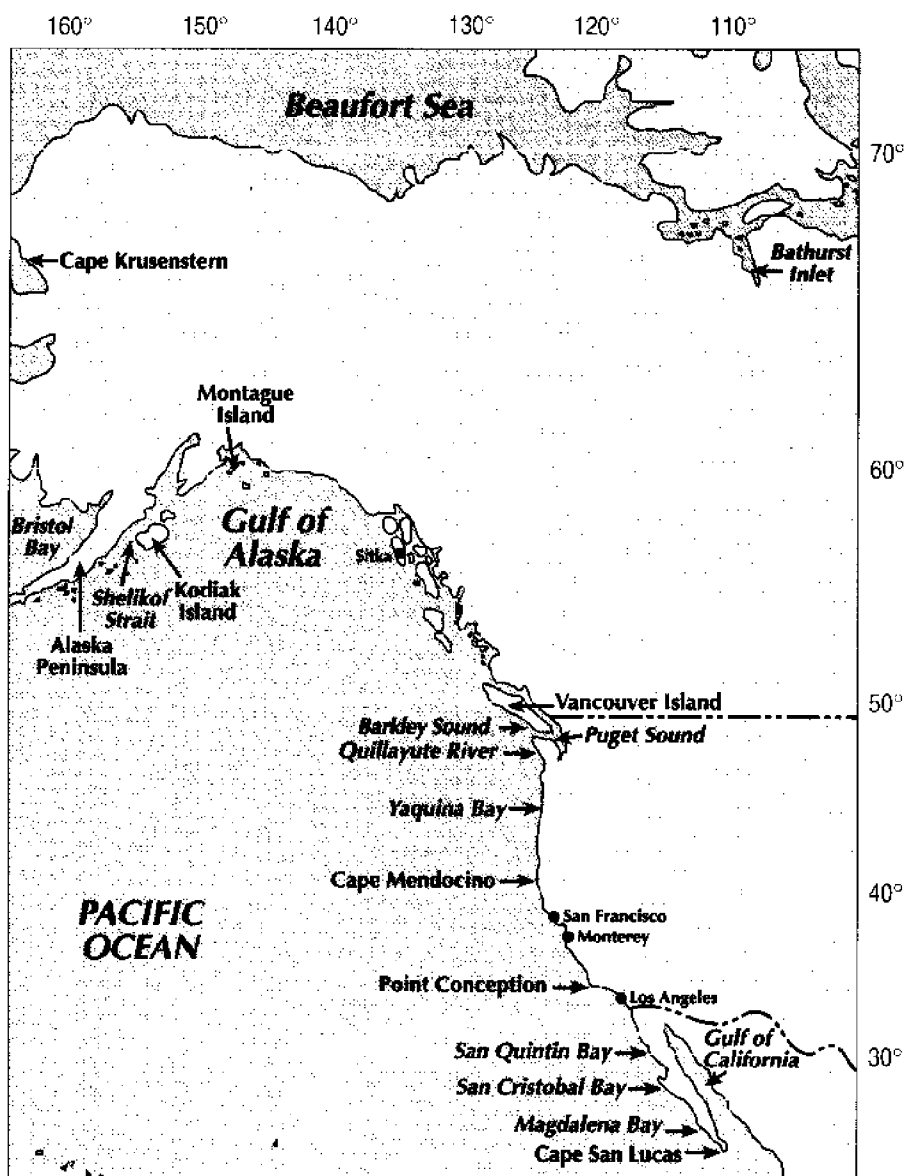 160° 150° 140° 130° 120° 110°
Beaufort Sea
70°
Cape Krusenstern
Bathurst
Inlet
Montague
Island
60°
Bristol
Bay
Gulf of
Alaska
Sitka
Shelikof
Strait
Kodiak
Island
Alaska
Peninsula
50°
Vancouver Island
Barkley Sound
Puget Sound
Quillayute River
Yaquina Bay
Cape Mendocino
40°
PACIFIC
OCEAN
San Francisco
Monterey
Point Conception
Los Angeles
Gulf of
California
30°
San Quintin Bay
San Cristobal Bay
Magdalena Bay
Cape San Lucas